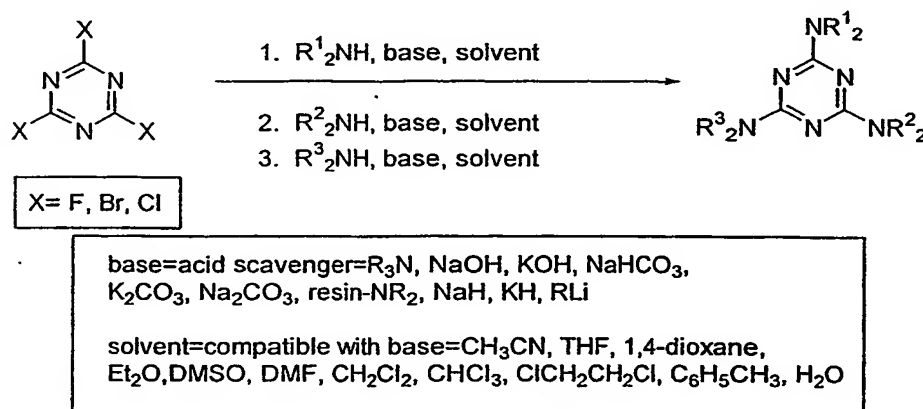 X
N N
X N X
X= F, Br, Cl
1. R¹₂NH, base, solvent
2. R²₂NH, base, solvent
3. R³₂NH, base, solvent
NR¹₂
N N
R³₂N N NR²₂
base=acid scavenger=R₃N, NaOH, KOH, NaHCO₃,
K₂CO₃, Na₂CO₃, resin-NR₂, NaH, KH, RLi
solvent=compatible with base=CH₃CN, THF, 1,4-dioxane,
Et₂O,DMSO, DMF, CH₂Cl₂, CHCl₃, ClCH₂CH₂Cl, C₆H₅CH₃, H₂O